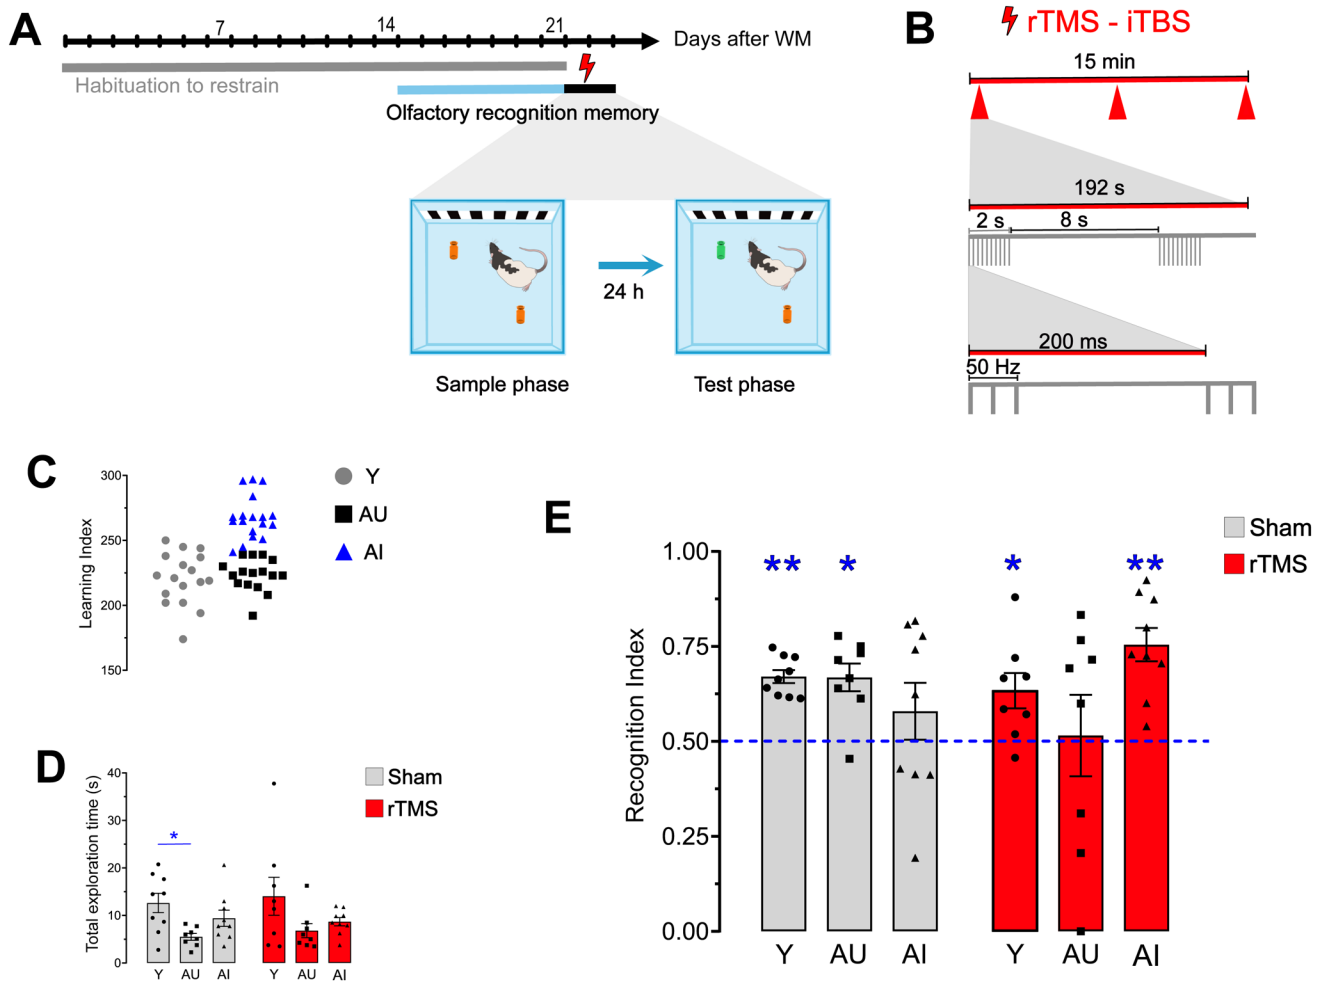 A
7
14
21
Days after WM
Habituation to restrain
Olfactory recognition memory
24 h
Sample phase
Test phase
B
rTMS - iTBS
15 min
192 s
2 s
8 s
200 ms
50 Hz
C
Learning Index
300
250
200
150
Y
AU
AI
D
Total exploration time (s)
40
30
20
10
0
*
Sham
rTMS
Y AU AI Y AU AI
E
Recognition Index
1.00
0.75
0.50
0.25
0.00
** * * **
Sham
rTMS
Y AU AI Y AU AI